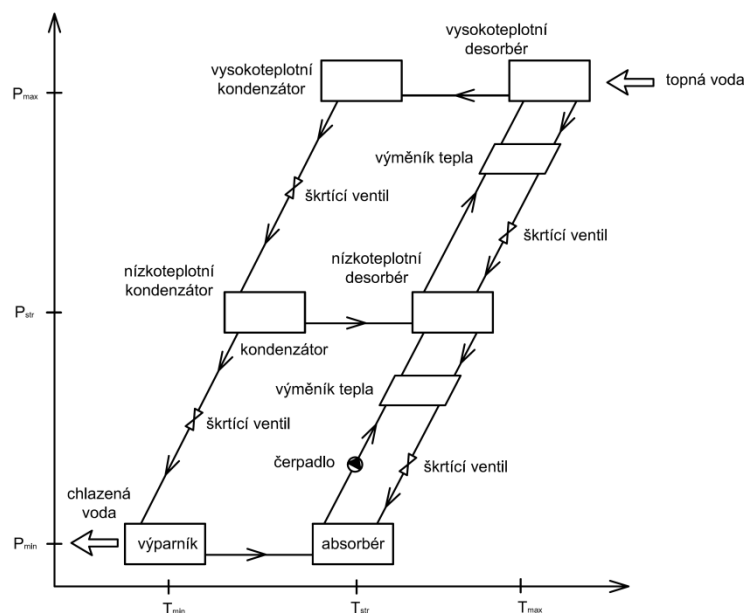 vysokoteplotní
desorbér
vysokoteplotní
kondenzátor
topná voda
Pmax
výměník tepla
škrtící ventil
škrtící ventil
nízkoteplotní
kondenzátor
nízkoteplotní
desorbér
Pstr
kondenzátor
výměník tepla
škrtící ventil
čerpadlo
škrtící ventil
chlazená
voda
Pmin
výparník
absorbér
Tmin
Tstr
Tmax